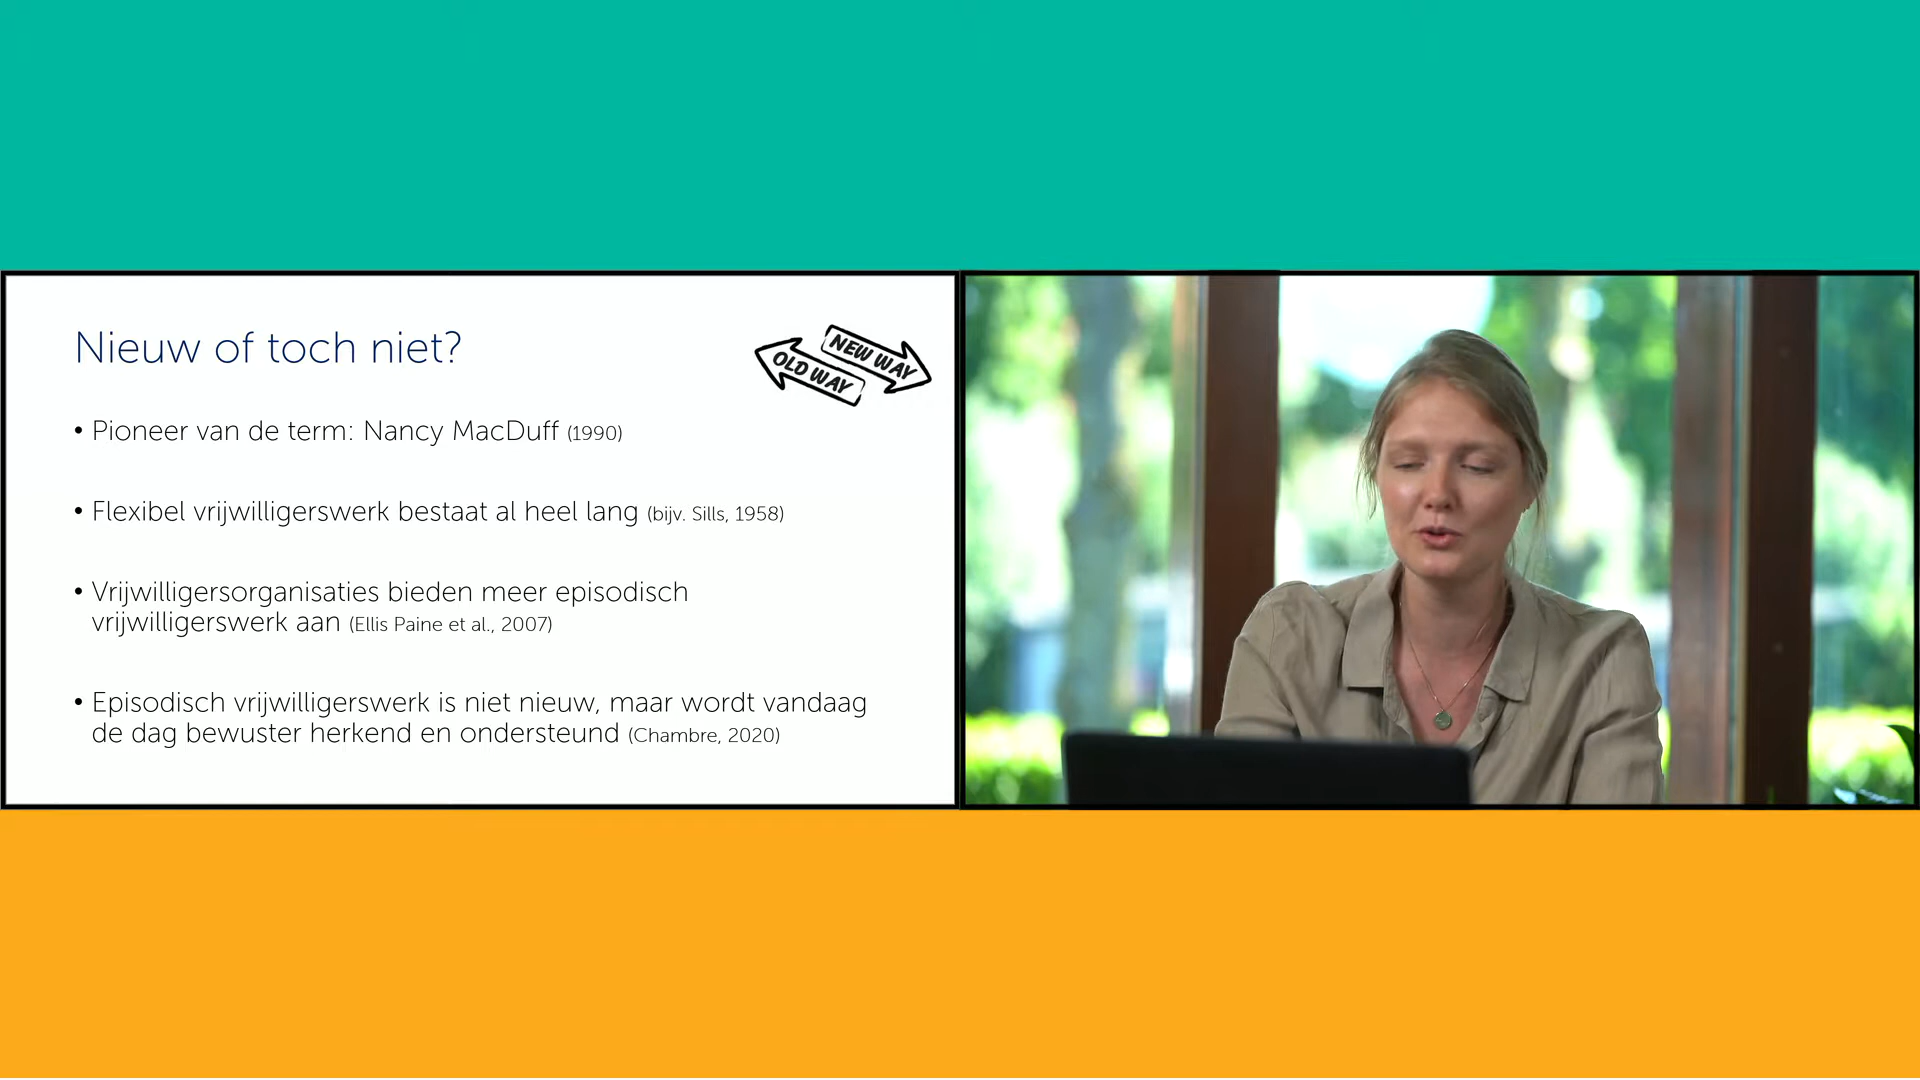 Nieuw of toch niet?
OLD WAY
NEW WAY
• Pioneer van de term: Nancy MacDuff (1990)
• Flexibel vrijwilligerswerk bestaat al heel lang (bijv. Sills, 1958)
• Vrijwilligersorganisaties bieden meer episodisch
vrijwilligerswerk aan (Ellis Paine et al., 2007)
• Episodisch vrijwilligerswerk is niet nieuw, maar wordt vandaag
de dag bewuster herkend en ondersteund (Chambre, 2020)